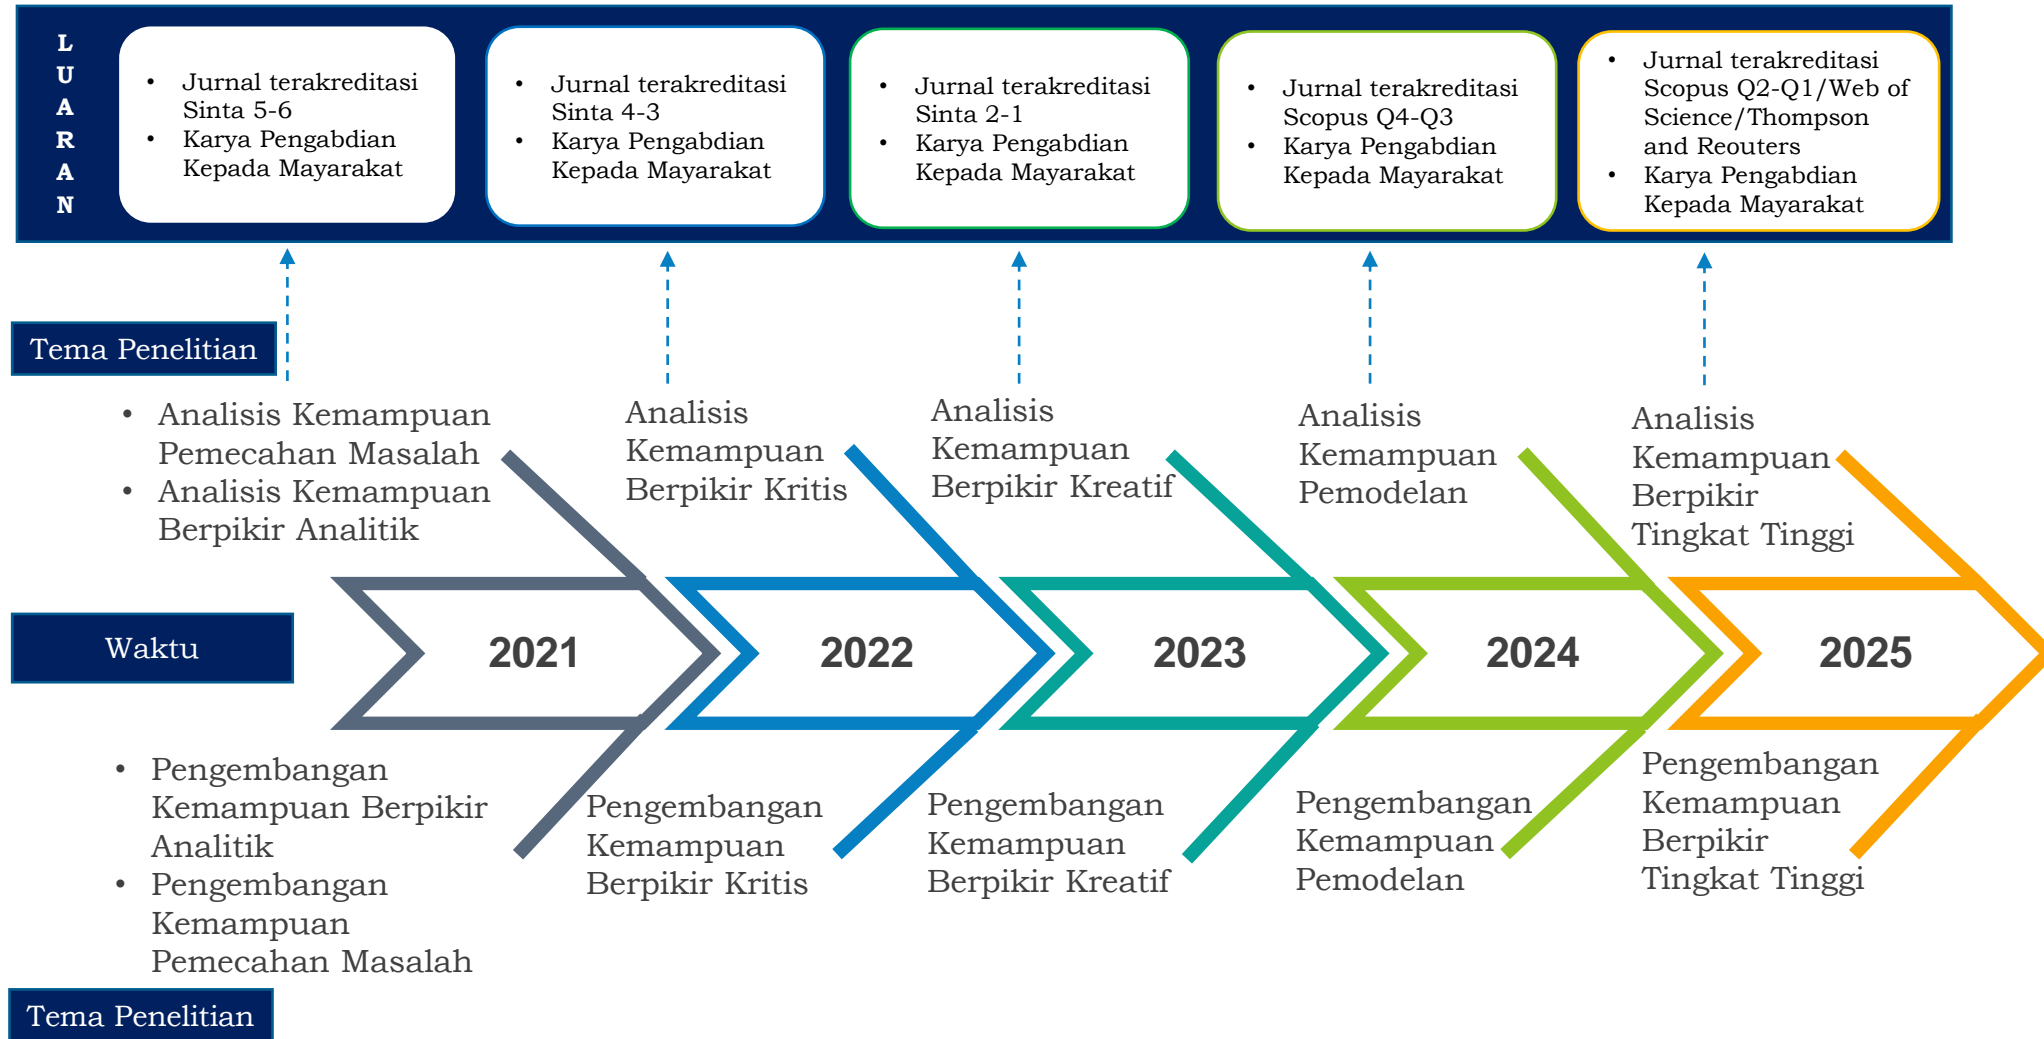 LUARAN
• Jurnal terakreditasi
Sinta 5-6
• Karya Pengabdian
Kepada Mayarakat
• Jurnal terakreditasi
Sinta 4-3
• Karya Pengabdian
Kepada Mayarakat
• Jurnal terakreditasi
Sinta 2-1
• Karya Pengabdian
Kepada Mayarakat
• Jurnal terakreditasi
Scopus Q4-Q3
• Karya Pengabdian
Kepada Mayarakat
• Jurnal terakreditasi
Scopus Q2-Q1/Web of
Science/Thompson
and Reouters
• Karya Pengabdian
Kepada Mayarakat
Tema Penelitian
• Analisis Kemampuan
Pemecahan Masalah
• Analisis Kemampuan
Berpikir Analitik
Analisis
Kemampuan
Berpikir Kritis
Analisis
Kemampuan
Berpikir Kreatif
Analisis
Kemampuan
Pemodelan
Analisis
Kemampuan
Berpikir
Tingkat Tinggi
Waktu
2021
2022
2023
2024
2025
• Pengembangan
Kemampuan Berpikir
Analitik
• Pengembangan
Kemampuan
Pemecahan Masalah
Pengembangan
Kemampuan
Berpikir Kritis
Pengembangan
Kemampuan
Berpikir Kreatif
Pengembangan
Kemampuan
Pemodelan
Pengembangan
Kemampuan
Berpikir
Tingkat Tinggi
Tema Penelitian